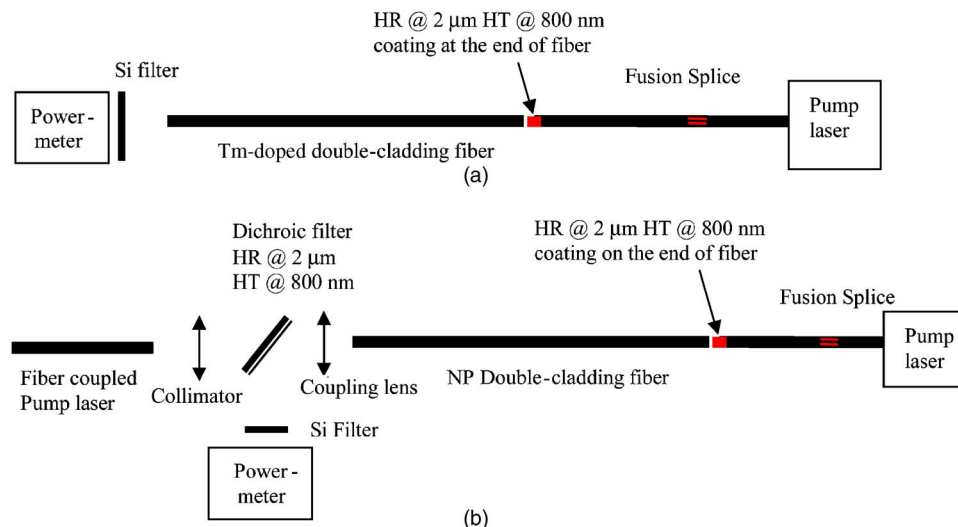 HR @ 2 μm HT @ 800 nm
coating at the end of fiber
Si filter
Fusion Splice
Power-
meter
Pump
laser
Tm-doped double-cladding fiber
(a)
Dichroic filter
HR @ 2 μm
HT @ 800 nm
HR @ 2 μm HT @ 800 nm
coating on the end of fiber
Fusion Splice
Pump
laser
Fiber coupled
Pump laser
Collimator
Coupling lens
NP Double-cladding fiber
Si Filter
Power-
meter
(b)